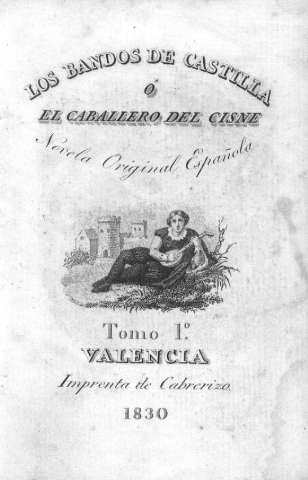 LOS BANDOS DE CASTILLA
Ó
EL CABALLERO DEL CISNE
Novela Original Española
Tomo 1.º
VALENCIA
Imprenta de Cabrerizo
1830